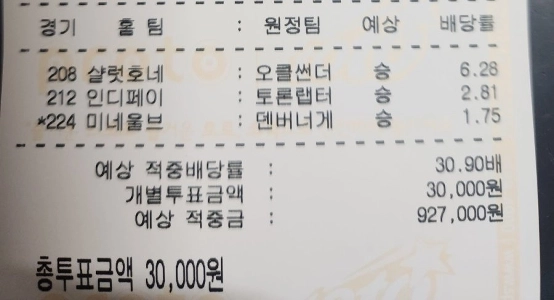 경기 홈 팀 : 원정팀 예상 배당률
208 샬럿호네 : 오클썬더 승 6.28
212 인디페이 : 토론랩터 승 2.81
*224 미네울브 : 덴버너게 승 1.75
예상 적중배당률 : 30.90배
개별투표금액 : 30,000원
예상 적중금 : 927,000원
총투표금액 30,000원